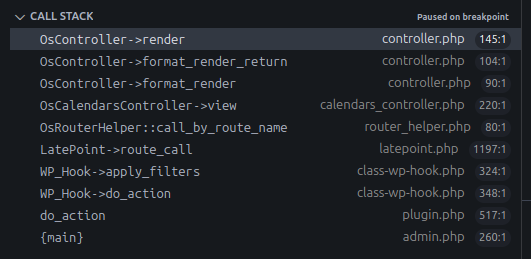 CALL STACK Paused on breakpoint
OsController->render controller.php 145:1
OsController->format_render_return controller.php 104:1
OsController->format_render controller.php 90:1
OsCalendarsController->view calendars_controller.php 220:1
OsRouterHelper::call_by_route_name router_helper.php 80:1
LatePoint->route_call latepoint.php 1197:1
WP_Hook->apply_filters class-wp-hook.php 324:1
WP_Hook->do_action class-wp-hook.php 348:1
do_action plugin.php 517:1
{main} admin.php 260:1